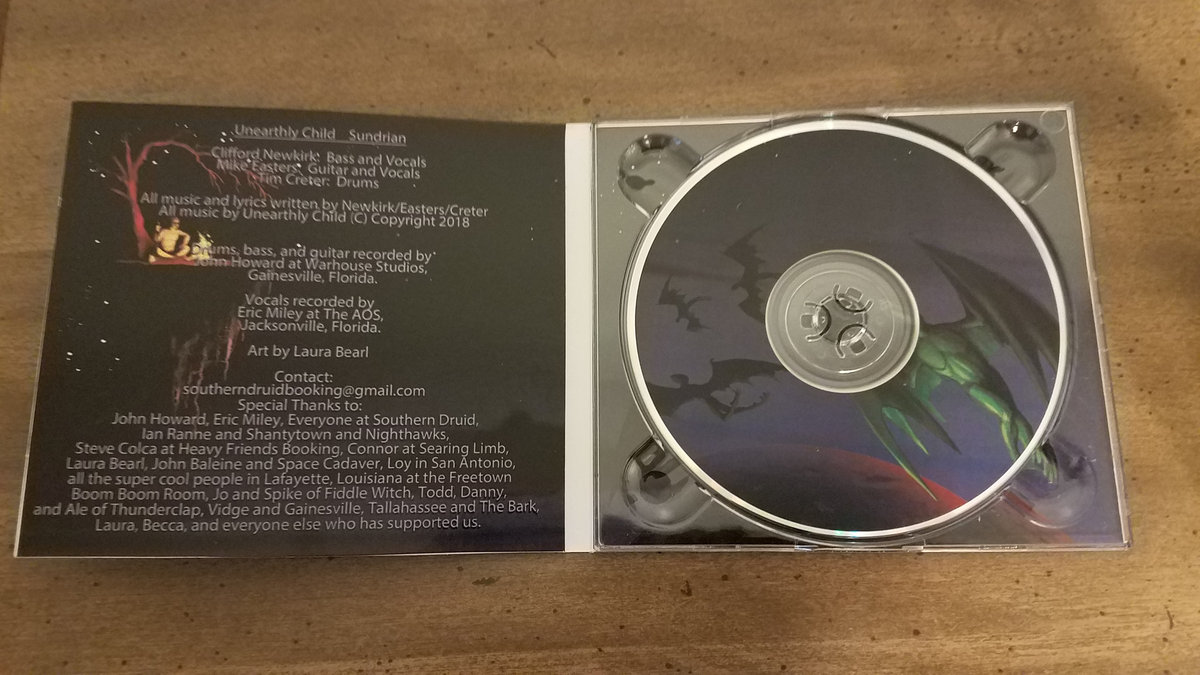 Unearthly Child Sundrian
Clifford Newkirk: Bass and Vocals
Mike Easters: Guitar and Vocals
Tim Creter: Drums
All music and lyrics written by Newkirk/Easters/Creter
All music by Unearthly Child (C) Copyright 2018
Drums, bass, and guitar recorded by
John Howard at Warhouse Studios,
Gainesville, Florida.
Vocals recorded by
Eric Miley at The AOS,
Jacksonville, Florida.
Art by Laura Bearl
Contact:
southerndruidbooking@gmail.com
Special Thanks to:
John Howard, Eric Miley, Everyone at Southern Druid,
Ian Ranne and Shantytown and Nighthawks,
Steve Colca at Heavy Friends Booking, Connor at Searing Limb,
Laura Bearl, John Baleine and Space Cadaver, Loy in San Antonio,
all the super cool people in Lafayette, Louisiana at the Freetown
Boom Boom Room, Jo and Spike of Fiddle Witch, Todd, Danny,
and Ale of Thunderclap, Vidge and Gainesville, Tallahassee and The Bark,
Laura, Becca, and everyone else who has supported us.